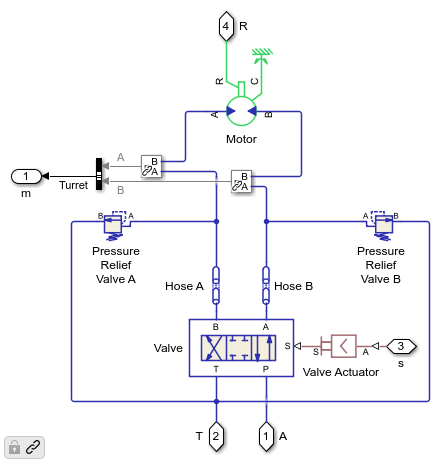 4 R
R
C
A
B
Motor
A
B
A
B
B
A
1
Turret
m
B
A
A
B
Pressure
Relief
Valve A
Pressure
Relief
Valve B
Hose A
Hose B
B
A
Valve
S
S
A
3
T
P
Valve Actuator
s
T 2
1 A